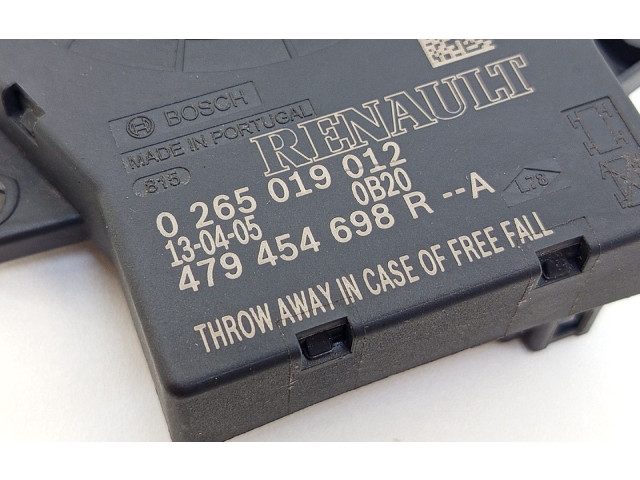 BOSCH
MADE IN PORTUGAL
815
RENAULT
0 265 019 012
13-04-05 0B20
479 454 698 R --A
L78
THROW AWAY IN CASE OF FREE FALL